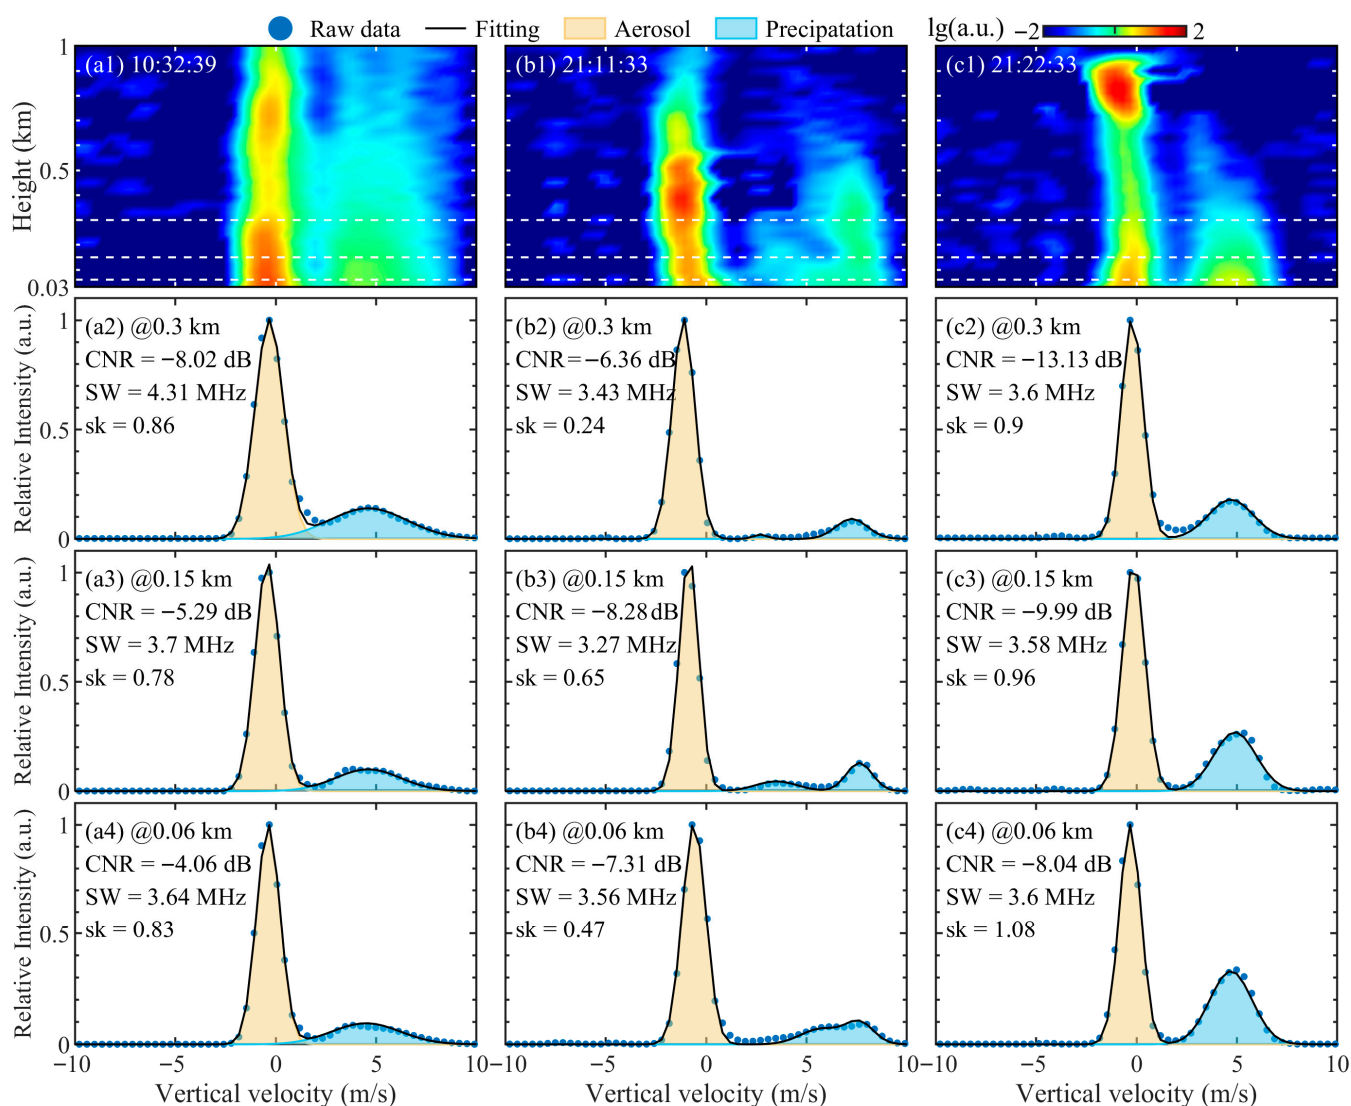 Raw data Fitting Aerosol Precipatation lg(a.u.) −2 2
(a1) 10:32:39 (b1) 21:11:33 (c1) 21:22:33
1
0.5
0.03
Height (km)
(a2) @0.3 km
CNR = −8.02 dB
SW = 4.31 MHz
sk = 0.86
(b2) @0.3 km
CNR = −6.36 dB
SW = 3.43 MHz
sk = 0.24
(c2) @0.3 km
CNR = −13.13 dB
SW = 3.6 MHz
sk = 0.9
1
0.5
0
Relative Intensity (a.u.)
(a3) @0.15 km
CNR = −5.29 dB
SW = 3.7 MHz
sk = 0.78
(b3) @0.15 km
CNR = −8.28 dB
SW = 3.27 MHz
sk = 0.65
(c3) @0.15 km
CNR = −9.99 dB
SW = 3.58 MHz
sk = 0.96
1
0.5
0
Relative Intensity (a.u.)
(a4) @0.06 km
CNR = −4.06 dB
SW = 3.64 MHz
sk = 0.83
(b4) @0.06 km
CNR = −7.31 dB
SW = 3.56 MHz
sk = 0.47
(c4) @0.06 km
CNR = −8.04 dB
SW = 3.6 MHz
sk = 1.08
1
0.5
0
Relative Intensity (a.u.)
−10 −5 0 5 10 −10 −5 0 5 10 −10 −5 0 5 10
Vertical velocity (m/s) Vertical velocity (m/s) Vertical velocity (m/s)